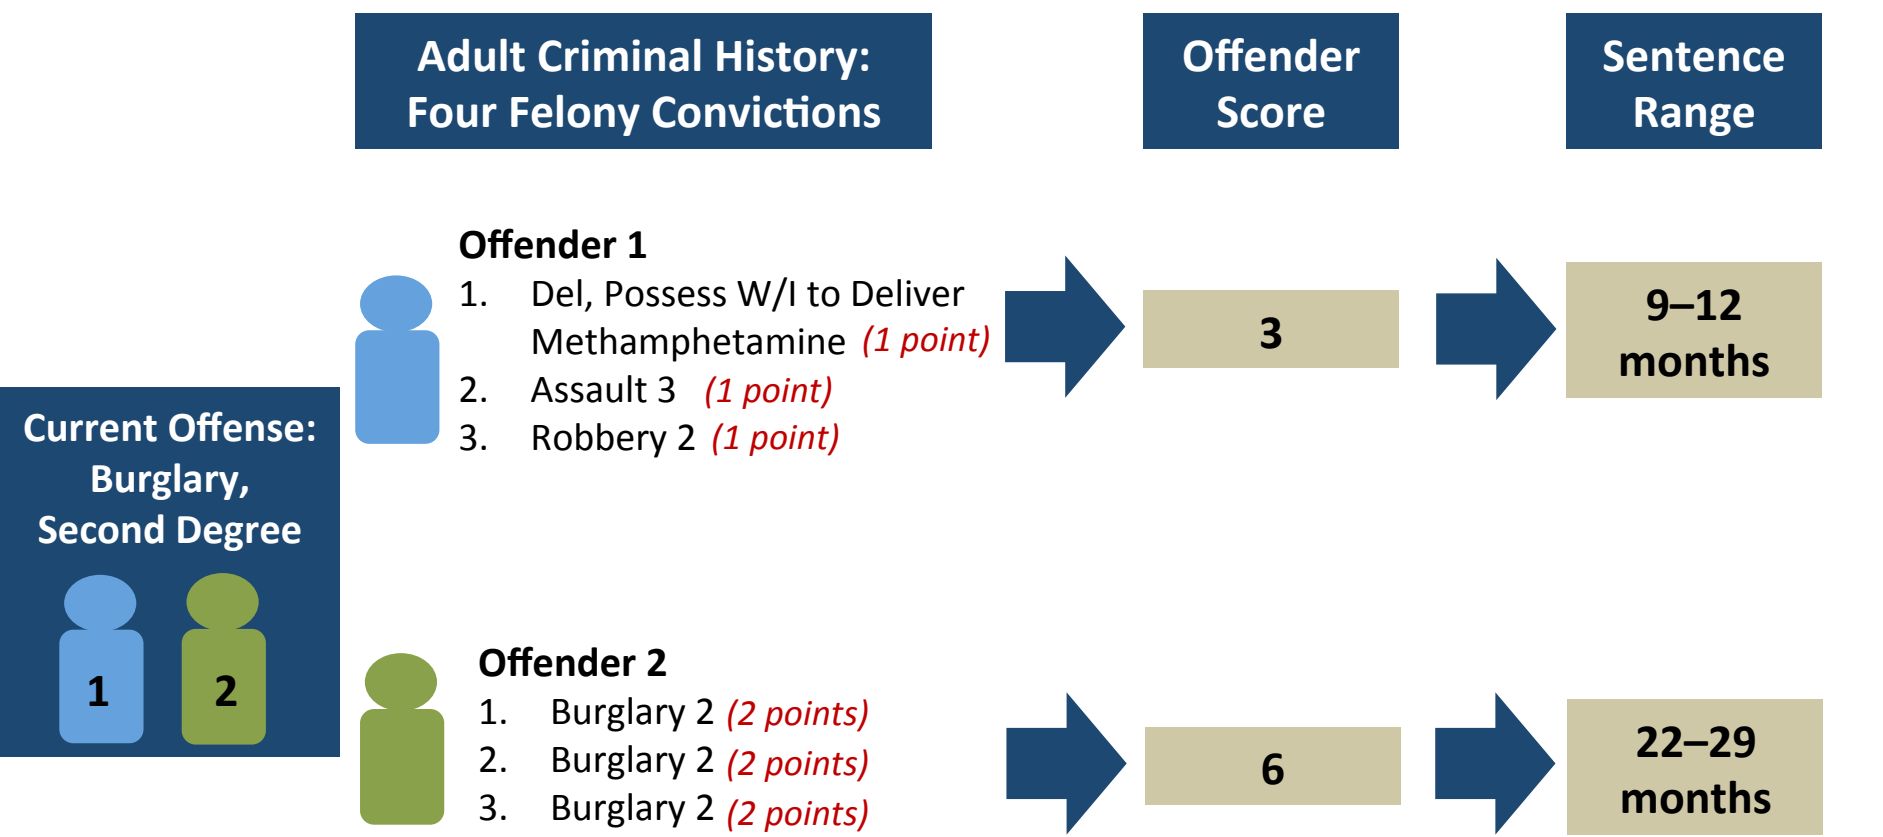 Adult Criminal History:
Four Felony Convictions
Offender
Score
Sentence
Range
Current Offense:
Burglary,
Second Degree
1 2
Offender 1
1. Del, Possess W/I to Deliver
Methamphetamine (1 point)
2. Assault 3 (1 point)
3. Robbery 2 (1 point)
3
9–12
months
Offender 2
1. Burglary 2 (2 points)
2. Burglary 2 (2 points)
3. Burglary 2 (2 points)
6
22–29
months